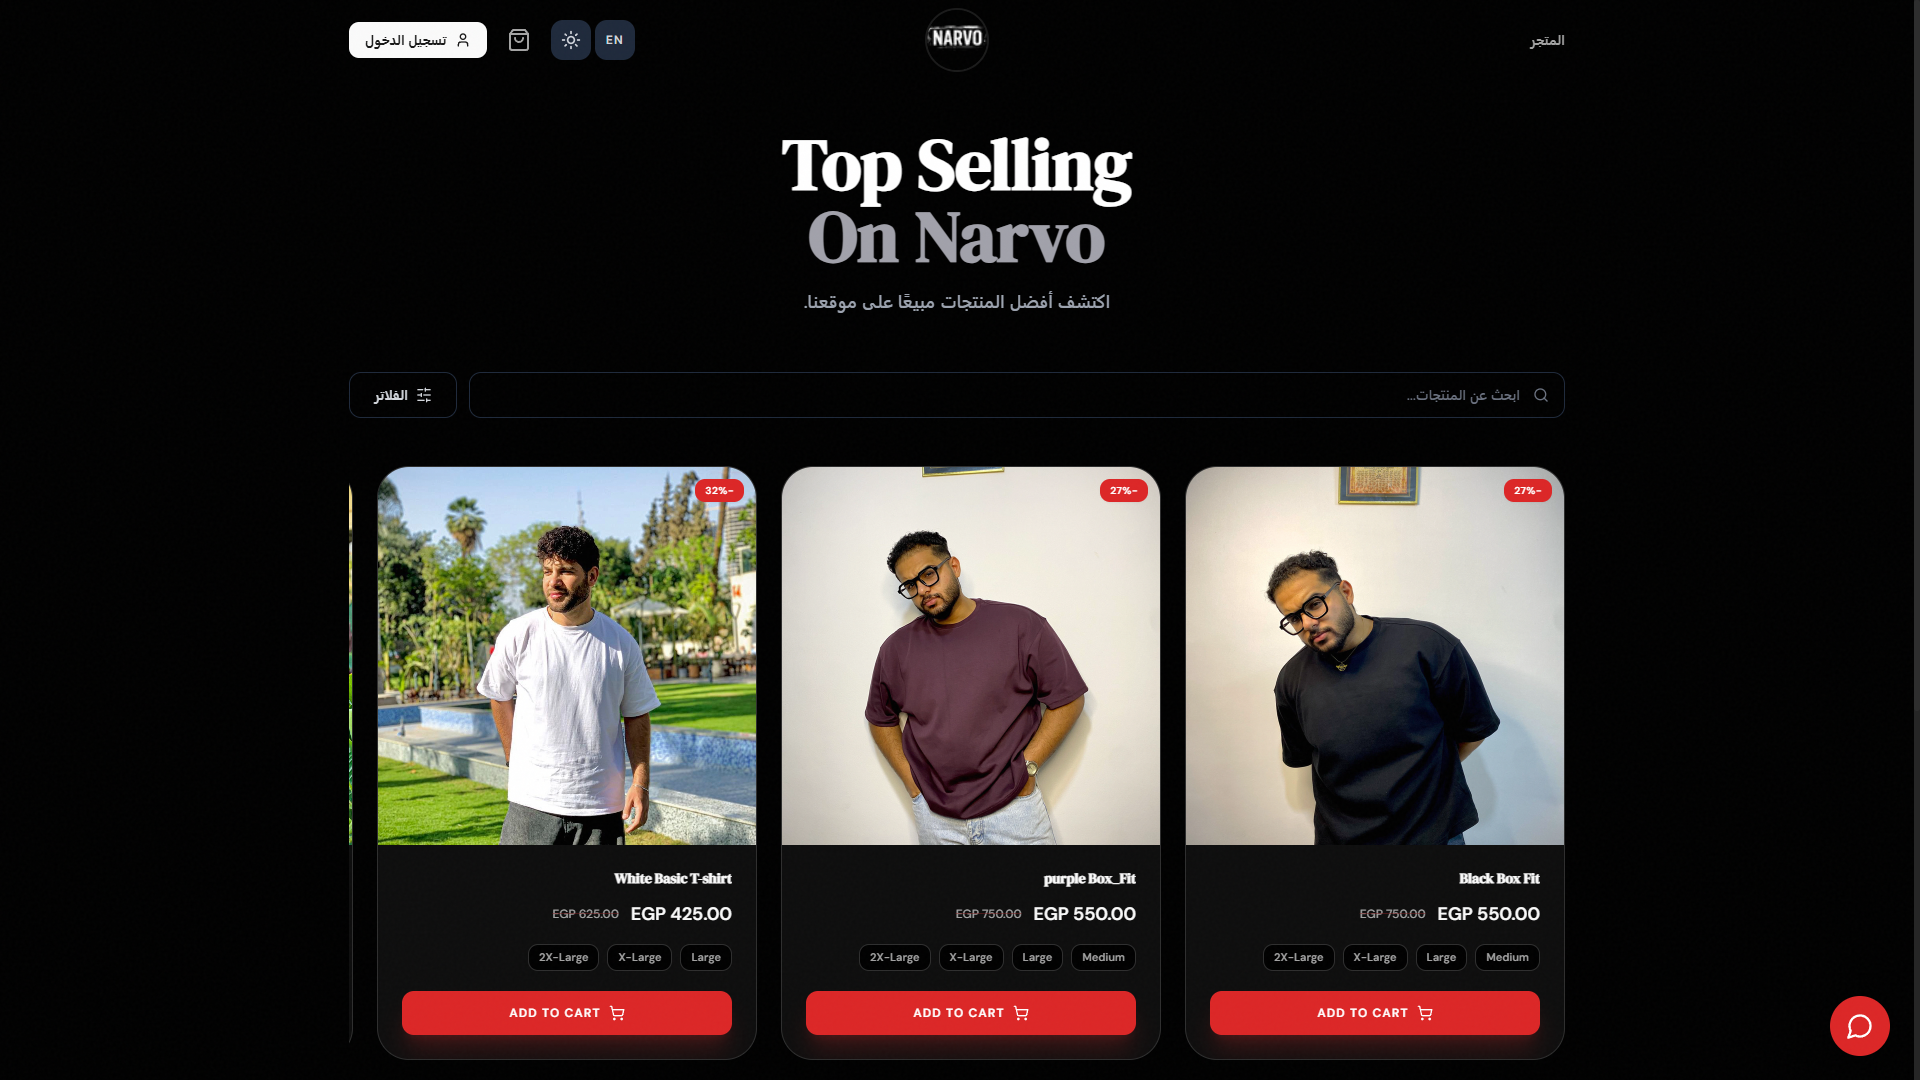 المتجر
NARVO
EN
تسجيل الدخول
Top Selling
On Narvo
اكتشف أفضل المنتجات مبيعًا على موقعنا.
ابحث عن المنتجات...
الفلاتر
27%-
27%-
32%-
Black Box Fit
EGP 550.00 EGP 750.00
Medium Large X-Large 2X-Large
ADD TO CART
purple Box_Fit
EGP 550.00 EGP 750.00
Medium Large X-Large 2X-Large
ADD TO CART
White Basic T-shirt
EGP 425.00 EGP 625.00
Large X-Large 2X-Large
ADD TO CART